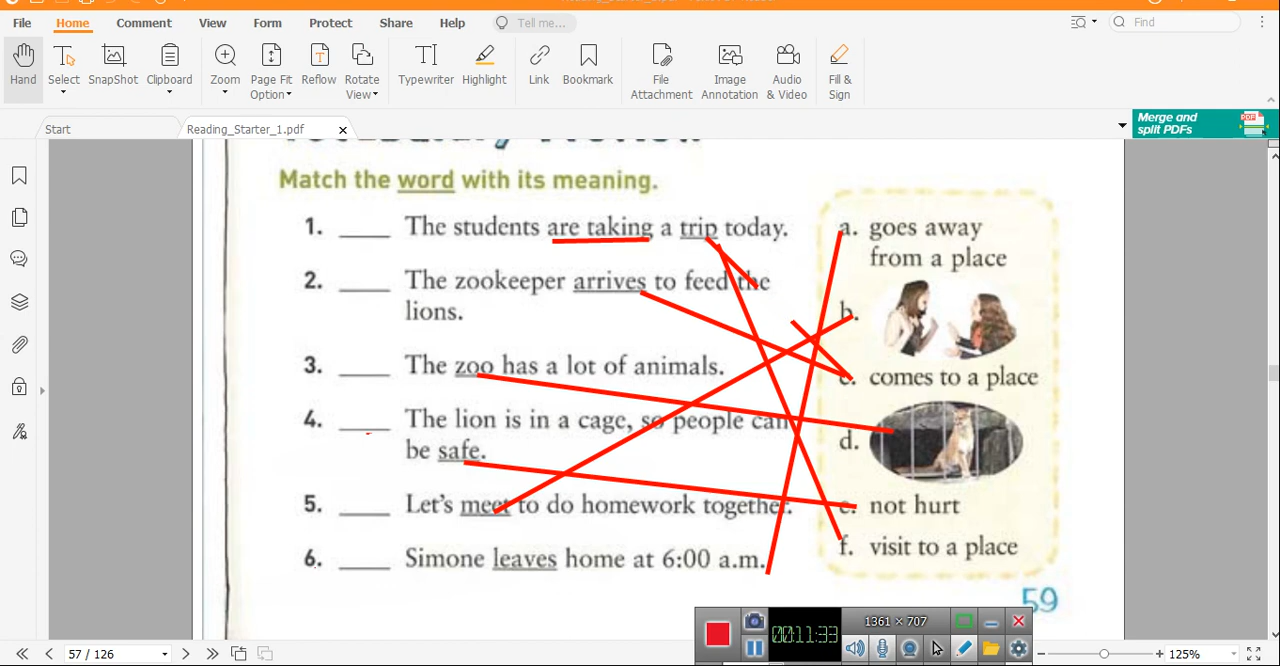 File Home Comment View Form Protect Share Help Tell me... Find
Hand Select SnapShot Clipboard Zoom Page Fit Option Reflow Rotate View Typewriter Highlight Link Bookmark File Attachment Image Annotation Audio & Video Fill & Sign
Start Reading_Starter_1.pdf Merge and split PDFs
Match the word with its meaning.
1. ____ The students are taking a trip today.
2. ____ The zookeeper arrives to feed the
lions.
3. ____ The zoo has a lot of animals.
4. ____ The lion is in a cage, so people can
be safe.
5. ____ Let's meet to do homework together.
6. ____ Simone leaves home at 6:00 a.m.
a. goes away
from a place
b.
c. comes to a place
d.
e. not hurt
f. visit to a place
59
00:11:33 1361 × 707
57 / 126 125%